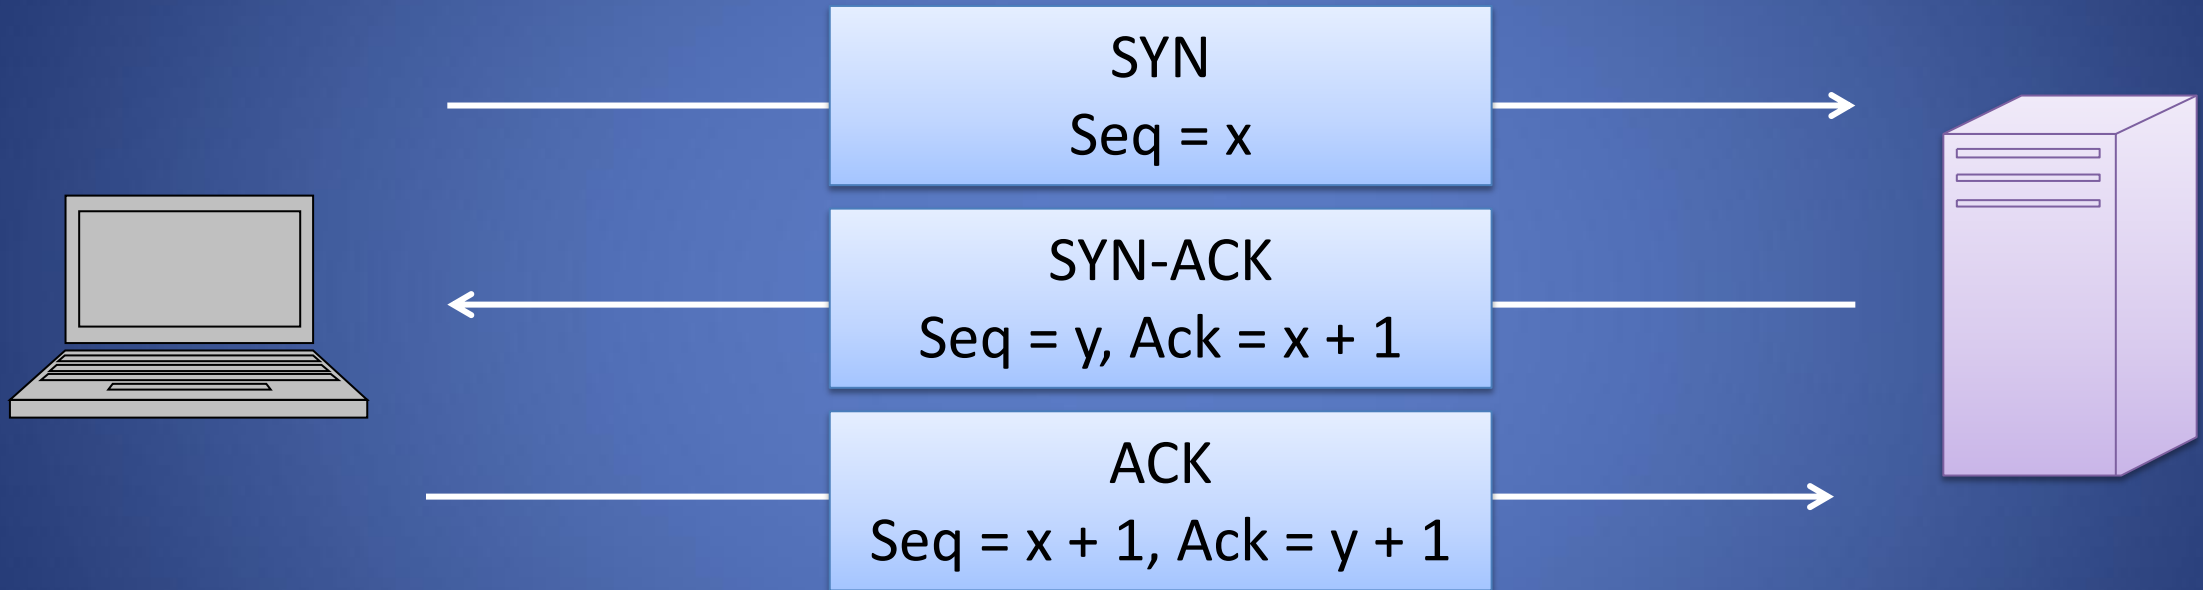 SYN
Seq = x
SYN-ACK
Seq = y, Ack = x + 1
ACK
Seq = x + 1, Ack = y + 1